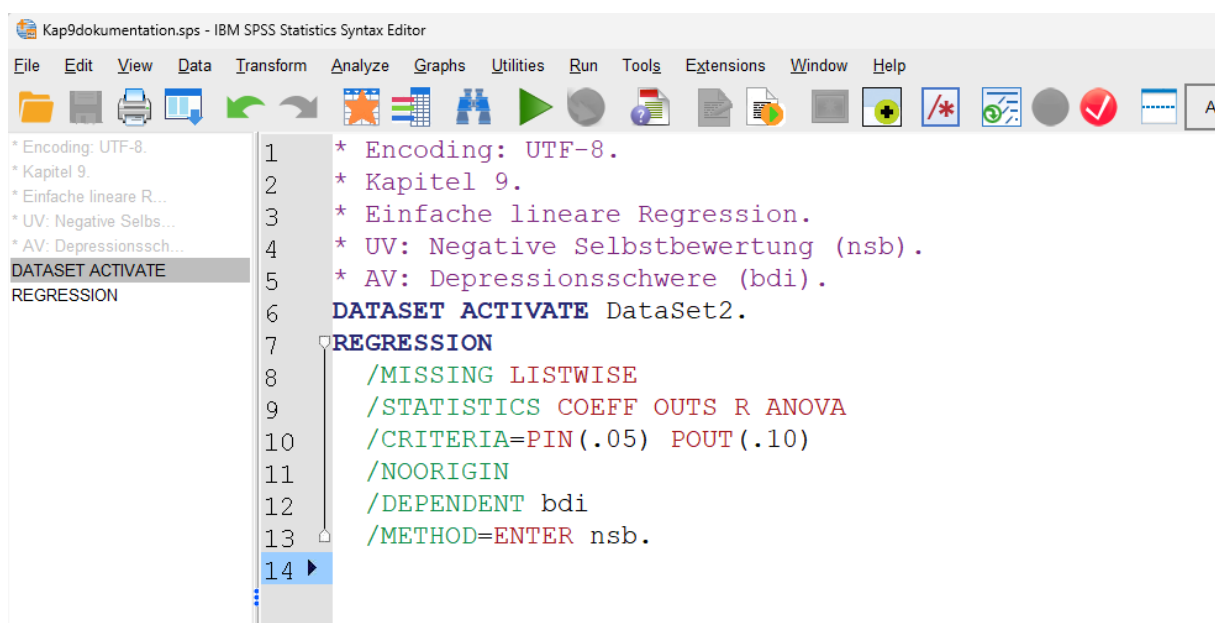 Kap9dokumentation.sps - IBM SPSS Statistics Syntax Editor
File Edit View Data Transform Analyze Graphs Utilities Run Tools Extensions Window Help
A
* Encoding: UTF-8.
* Kapitel 9.
* Einfache lineare R...
* UV: Negative Selbs...
* AV: Depressionssch...
DATASET ACTIVATE
REGRESSION
1 * Encoding: UTF-8.
2 * Kapitel 9.
3 * Einfache lineare Regression.
4 * UV: Negative Selbstbewertung (nsb).
5 * AV: Depressionsschwere (bdi).
6 DATASET ACTIVATE DataSet2.
7 REGRESSION
8 /MISSING LISTWISE
9 /STATISTICS COEFF OUTS R ANOVA
10 /CRITERIA=PIN(.05) POUT(.10)
11 /NOORIGIN
12 /DEPENDENT bdi
13 /METHOD=ENTER nsb.
14